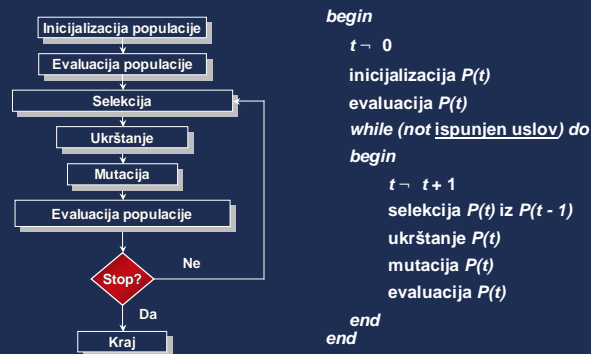 Inicijalizacija populacije
Evaluacija populacije
Selekcija
Ukrštanje
Mutacija
Evaluacija populacije
Stop?
Ne
Da
Kraj
begin
t ¬ 0
inicijalizacija P(t)
evaluacija P(t)
while (not ispunjen uslov) do
begin
t ¬ t + 1
selekcija P(t) iz P(t - 1)
ukrštanje P(t)
mutacija P(t)
evaluacija P(t)
end
end